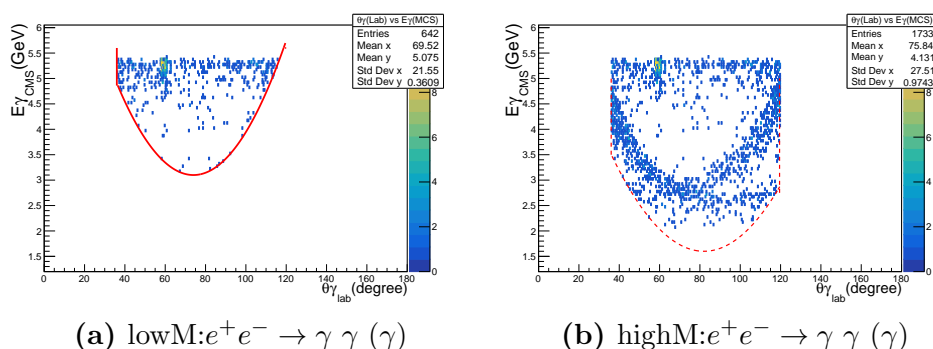 θγ(Lab) vs Eγ(MCS)
Entries 642
Mean x 69.52
Mean y 5.075
Std Dev x 21.55
Std Dev y 0.3609
Eγ_CMS(GeV)
6
5.5
5
4.5
4
3.5
3
2.5
2
1.5
8
6
4
2
0
0 20 40 60 80 100 120 140 160 180
θγ_lab(degree)
(a) lowM:e⁺e⁻ → γ γ (γ)
θγ(Lab) vs Eγ(MCS)
Entries 1733
Mean x 75.84
Mean y 4.131
Std Dev x 27.51
Std Dev y 0.9743
Eγ_CMS(GeV)
6
5.5
5
4.5
4
3.5
3
2.5
2
1.5
8
6
4
2
0
0 20 40 60 80 100 120 140 160 180
θγ_lab(degree)
(b) highM:e⁺e⁻ → γ γ (γ)